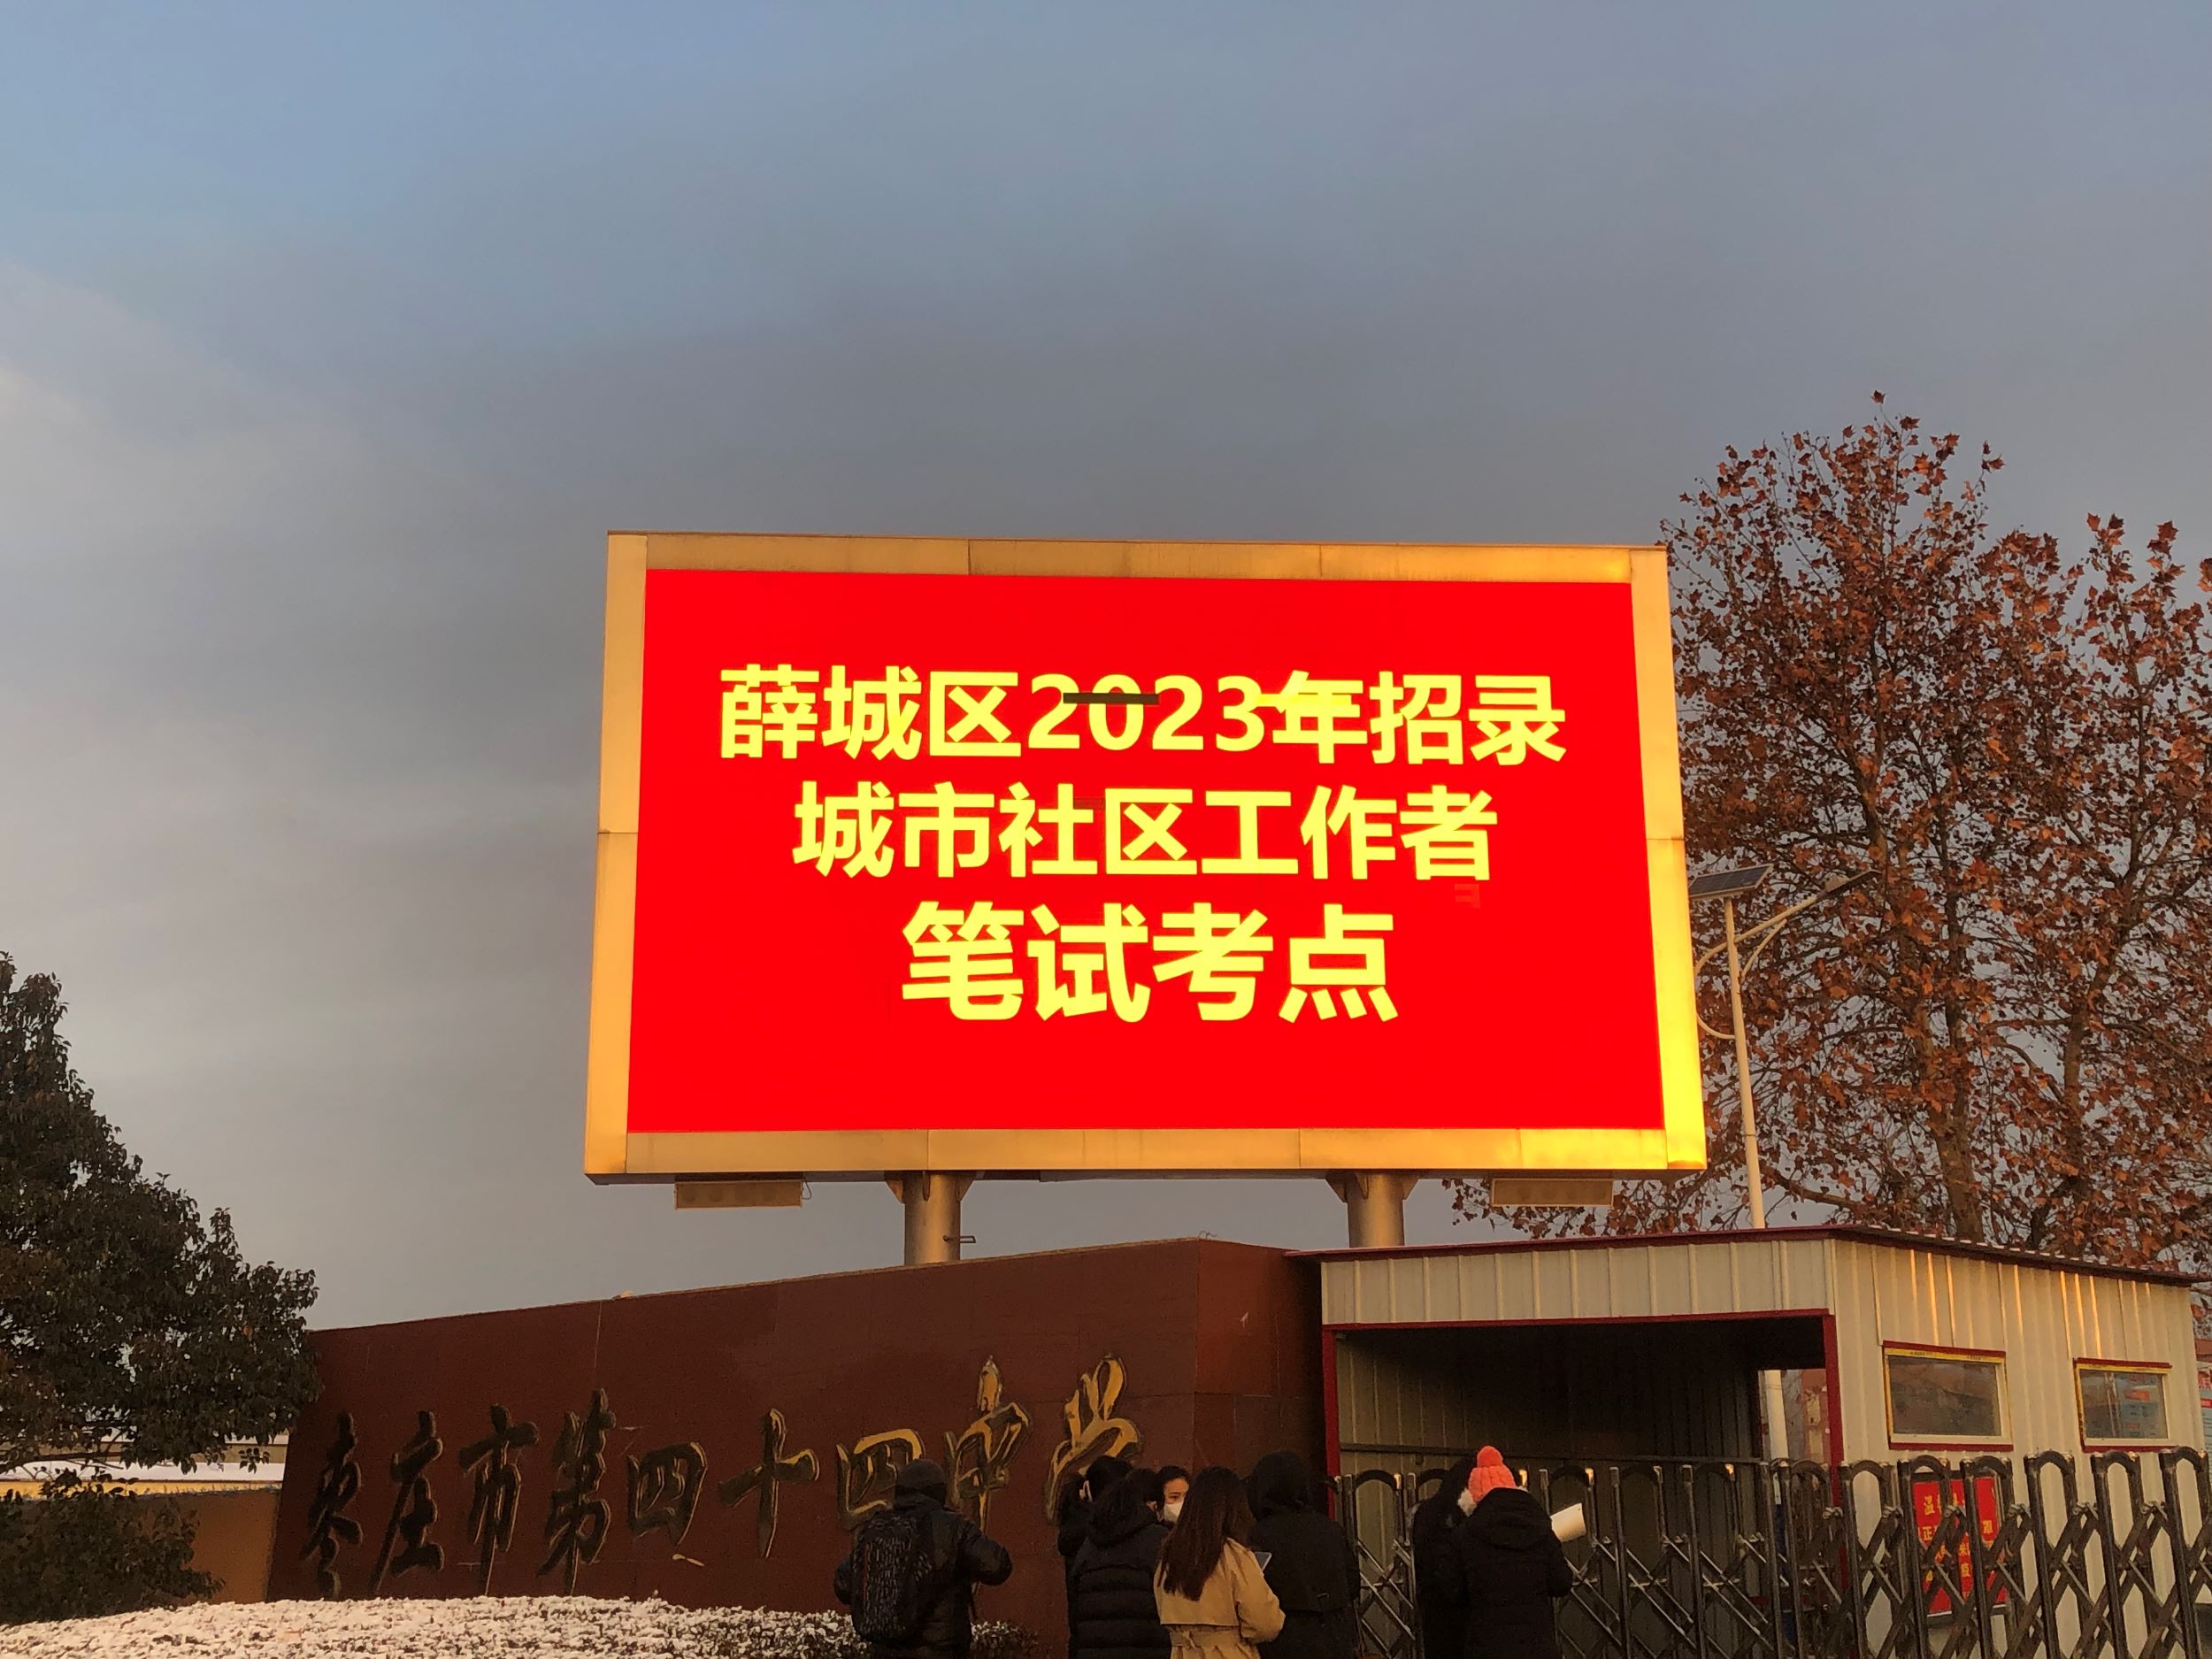 薛城区2023年招录
城市社区工作者
笔试考点
枣庄市第四十四中学